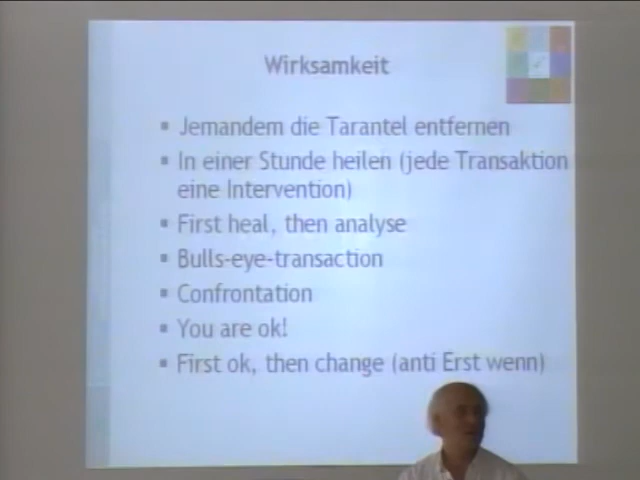 Wirksamkeit
▪ Jemandem die Tarantel entfernen
▪ In einer Stunde heilen (jede Transaktion
eine Intervention)
▪ First heal, then analyse
▪ Bulls-eye-transaction
▪ Confrontation
▪ You are ok!
▪ First ok, then change (anti Erst wenn)